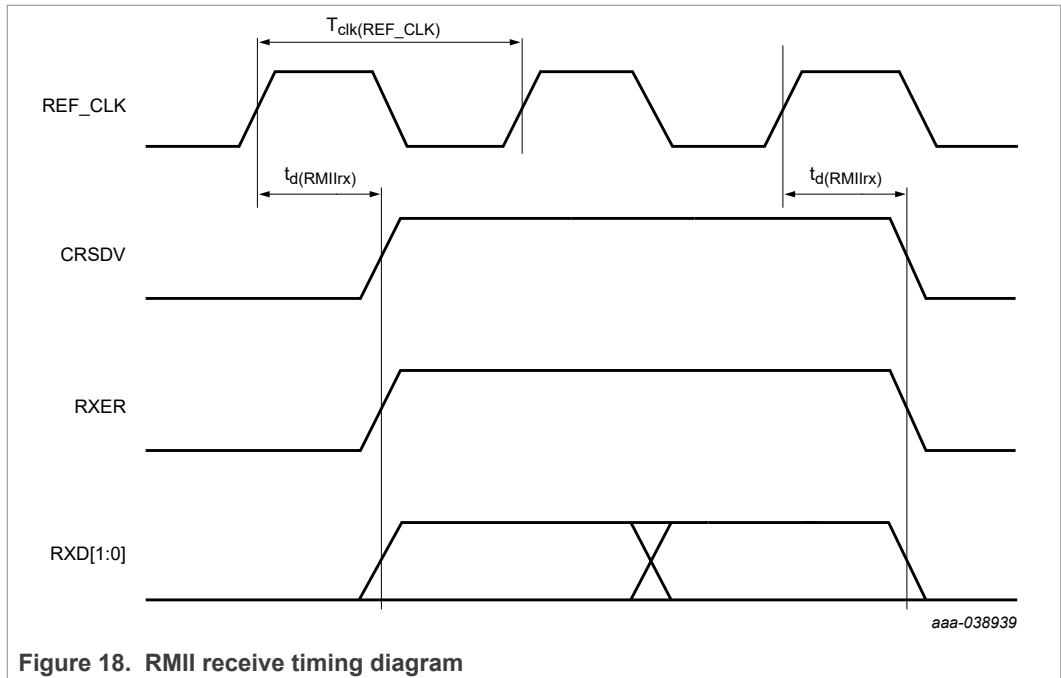 T_clk(REF_CLK)
REF_CLK
t_d(RMIIrx)
t_d(RMIIrx)
CRSDV
RXER
RXD[1:0]
aaa-038939
Figure 18. RMII receive timing diagram